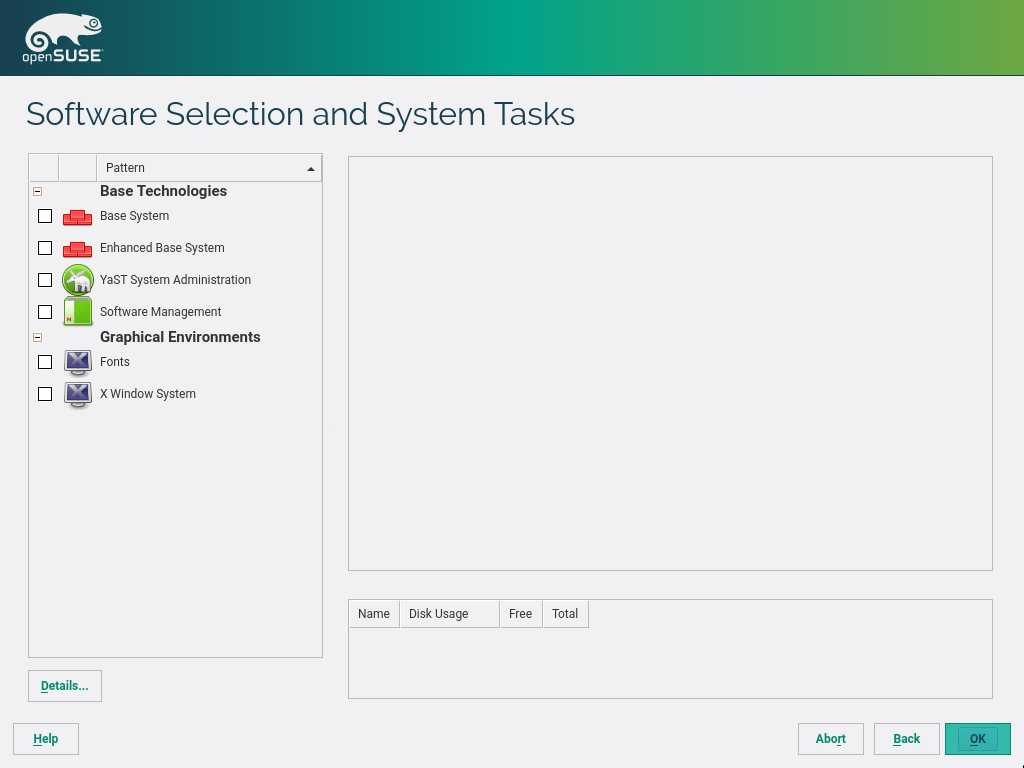 openSUSE
Software Selection and System Tasks
Pattern
Base Technologies
Base System
Enhanced Base System
YaST System Administration
Software Management
Graphical Environments
Fonts
X Window System
Name Disk Usage Free Total
Details...
Help Abort Back OK